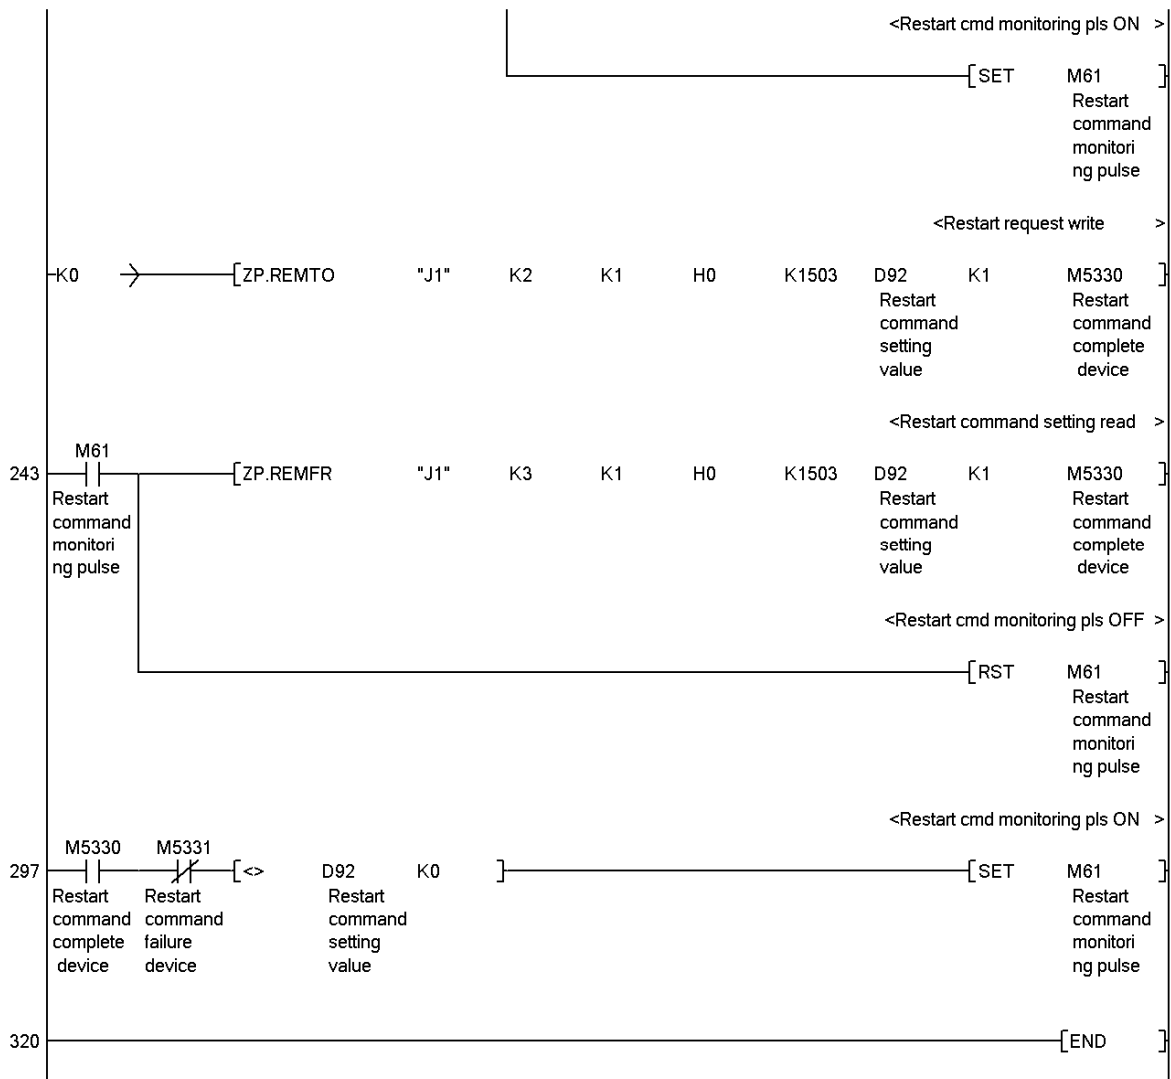 <Restart cmd monitoring pls ON >
[SET M61 ]
Restart
command
monitori
ng pulse
<Restart request write >
K0 [ZP.REMTO "J1" K2 K1 H0 K1503 D92 K1 M5330 ]
Restart Restart
command command
setting complete
value device
<Restart command setting read >
M61
243 [ZP.REMFR "J1" K3 K1 H0 K1503 D92 K1 M5330 ]
Restart Restart Restart
command command command
monitori setting complete
ng pulse value device
<Restart cmd monitoring pls OFF >
[RST M61 ]
Restart
command
monitori
ng pulse
<Restart cmd monitoring pls ON >
M5330 M5331
297 [<> D92 K0 ] [SET M61 ]
Restart Restart Restart Restart
command command command command
complete failure setting monitori
device device value ng pulse
320 [END ]